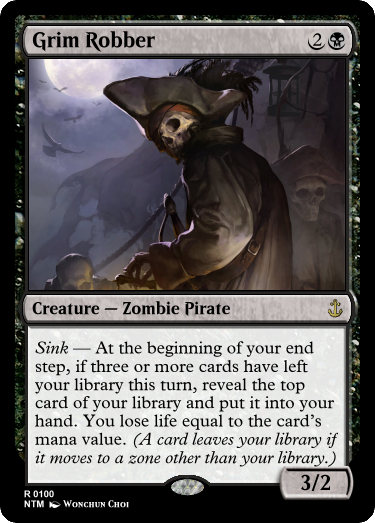 Grim Robber 2
Creature — Zombie Pirate
Sink — At the beginning of your end
step, if three or more cards have left
your library this turn, reveal the top
card of your library and put it into your
hand. You lose life equal to the card's
mana value. (A card leaves your library if
it moves to a zone other than your library.)
3/2
R 0100
NTM Wonchun Choi